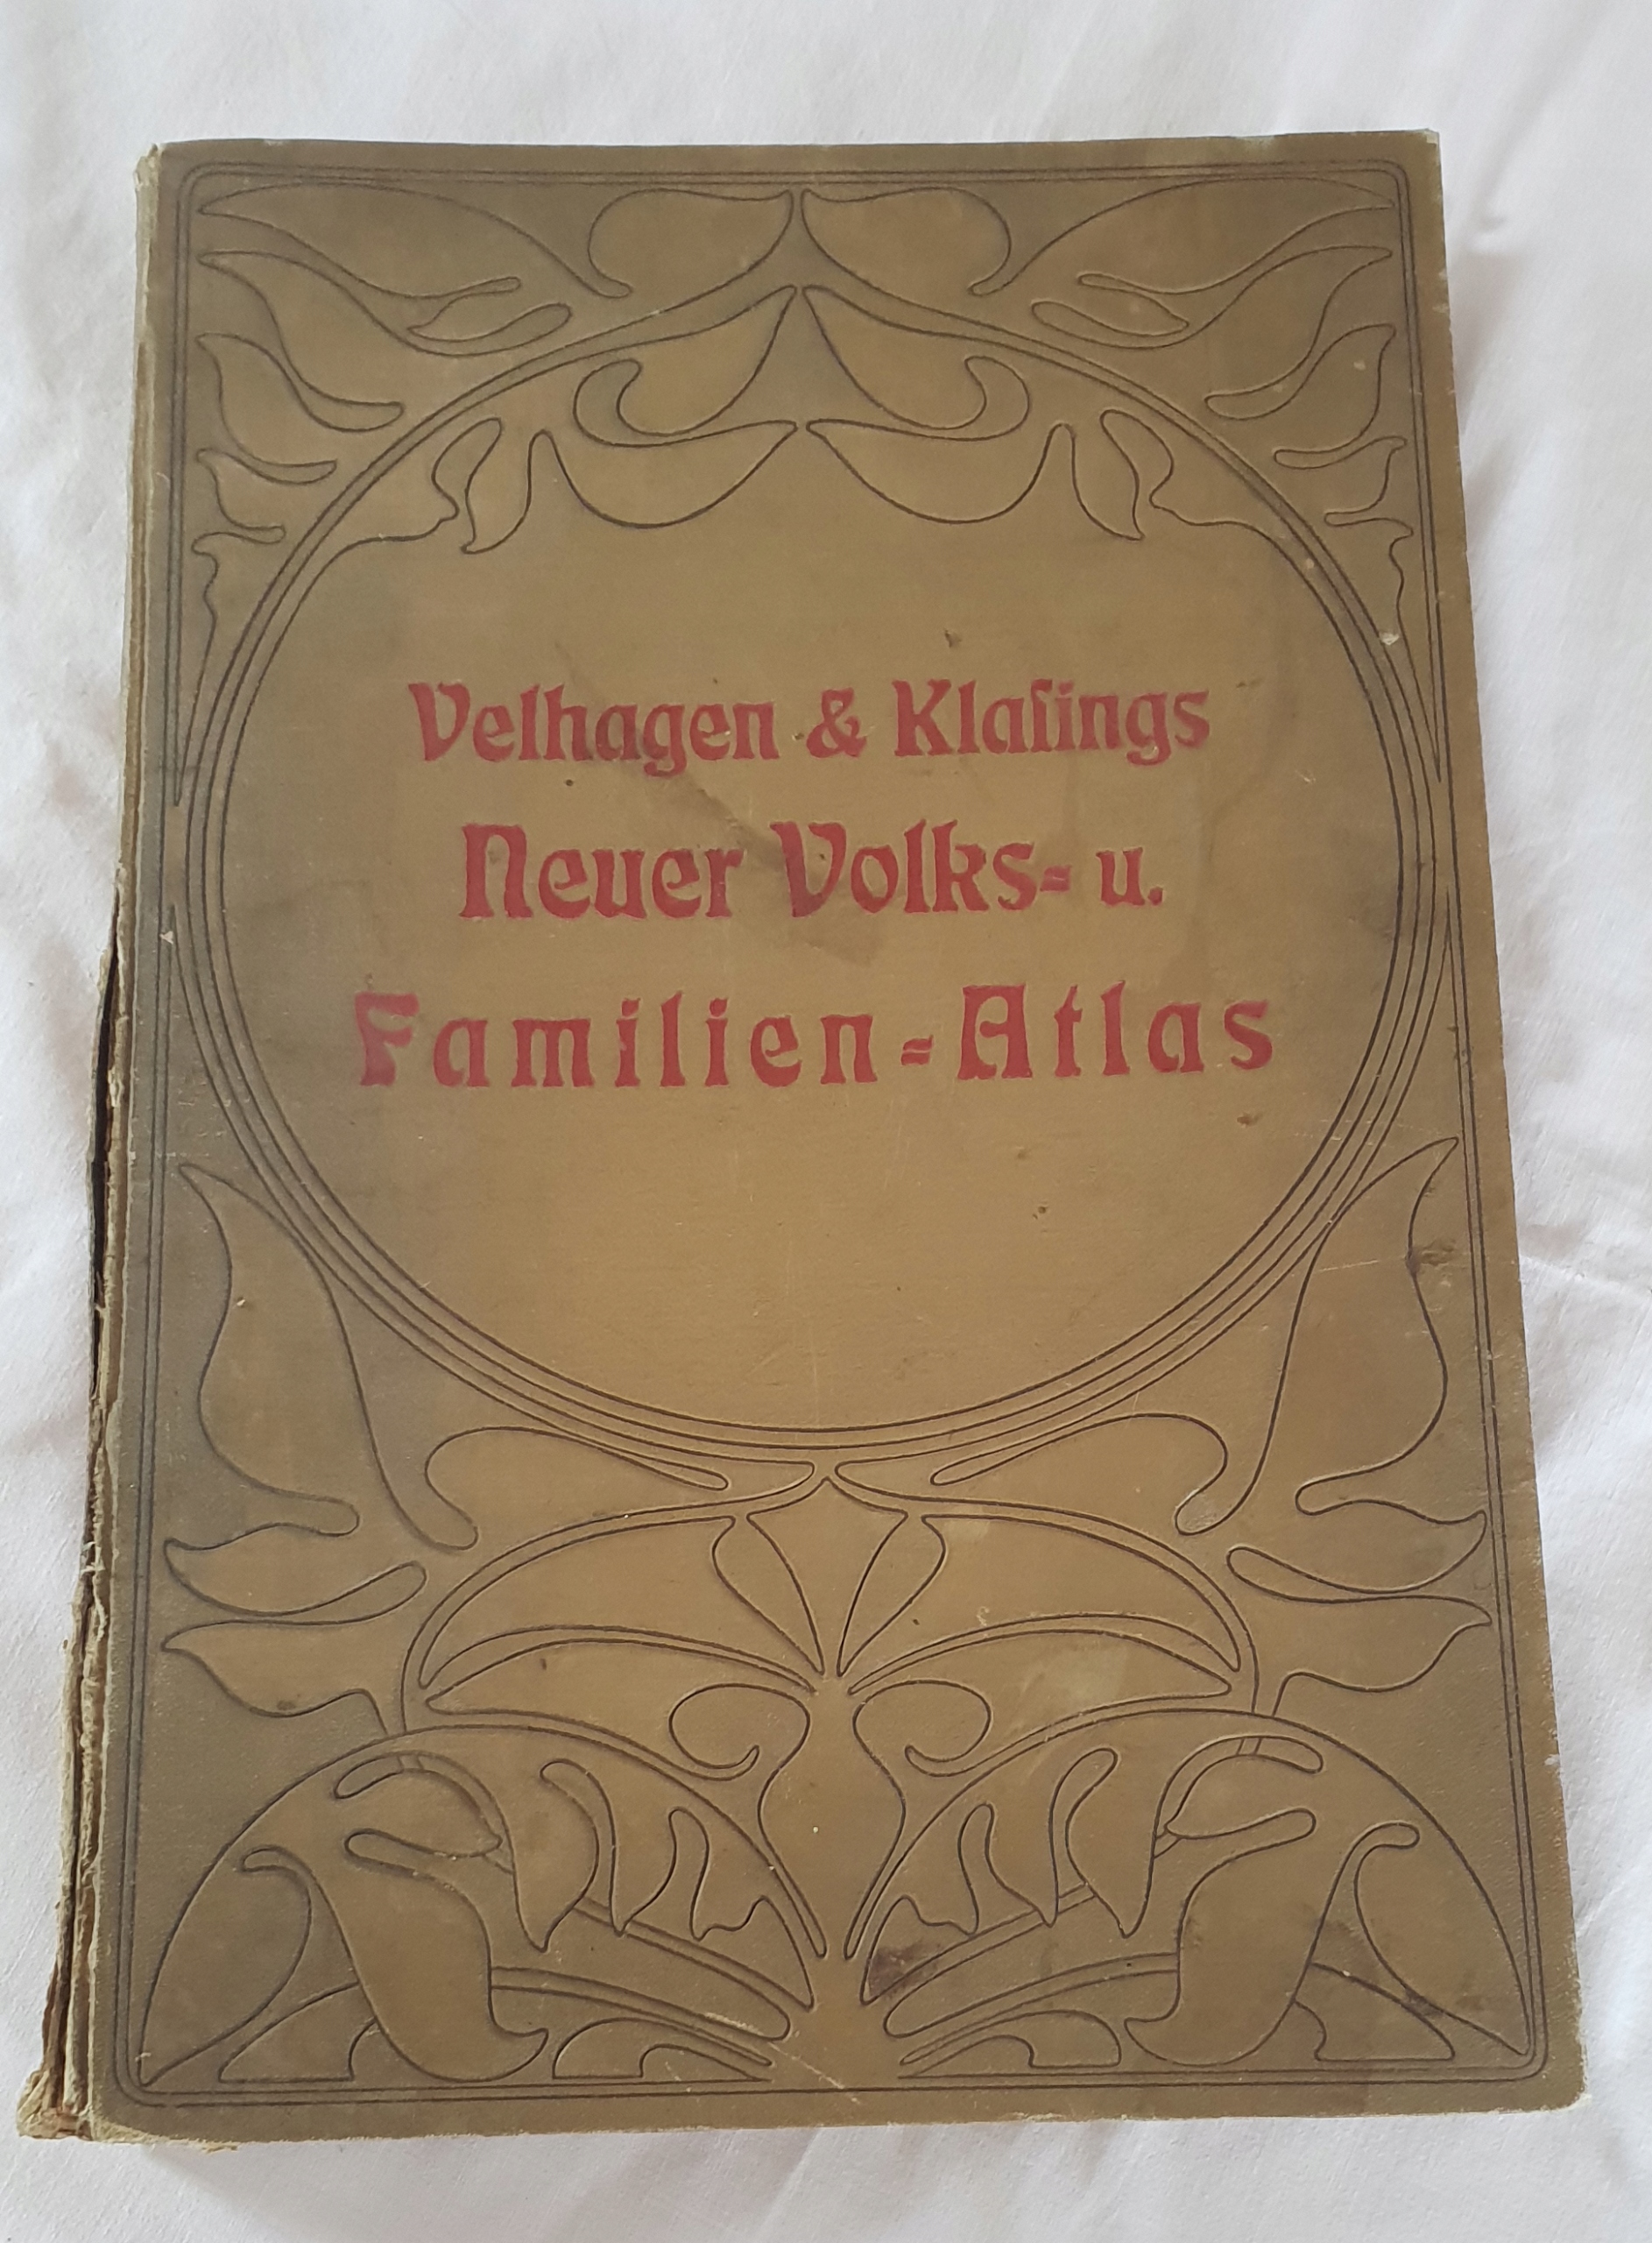 Velhagen & Klaſings
Neuer Volks- u.
Familien-Atlas